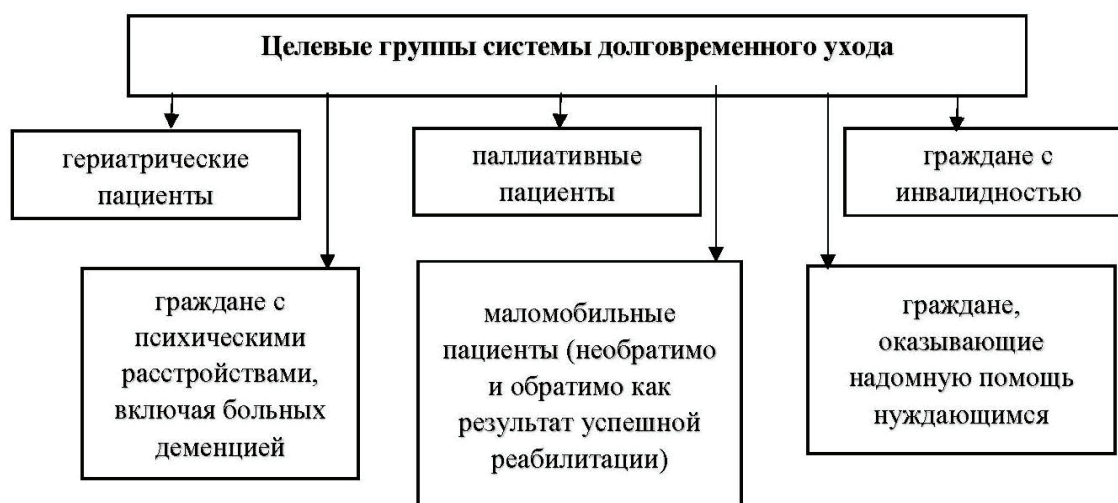 Целевые группы системы долговременного ухода
гериатрические
пациенты
паллиативные
пациенты
граждане с
инвалидностью
граждане с
психическими
расстройствами,
включая больных
деменцией
маломобильные
пациенты (необратимо
и обратимо как
результат успешной
реабилитации)
граждане,
оказывающие
надомную помощь
нуждающимся